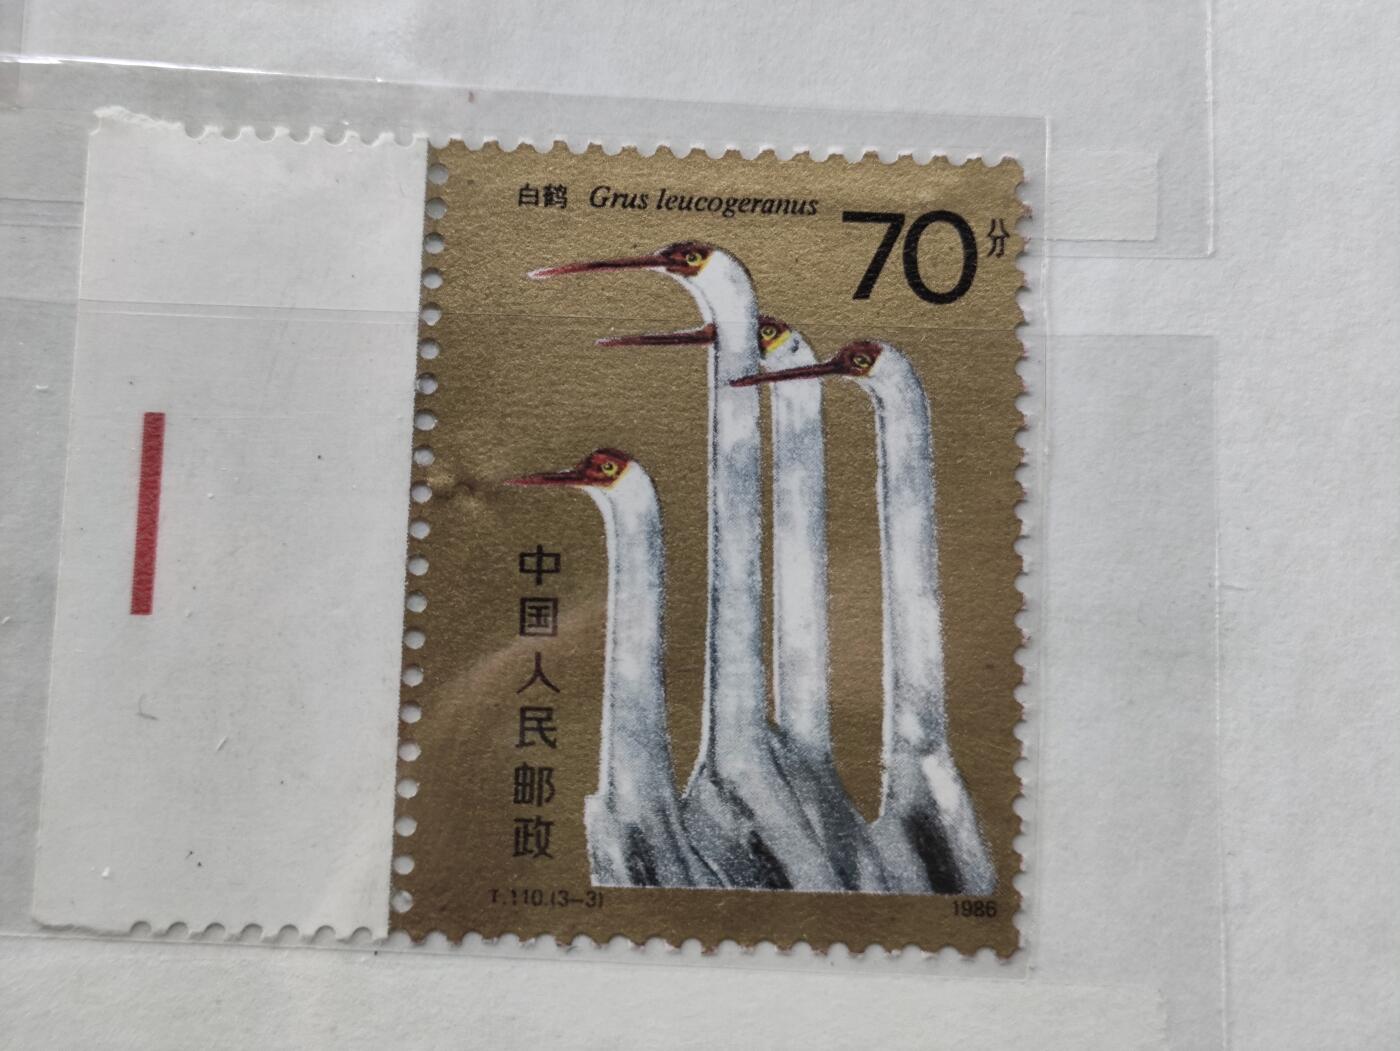 白鹤 Grus leucogeranus
70分
中国人民邮政
T.110.(3-3)
1986